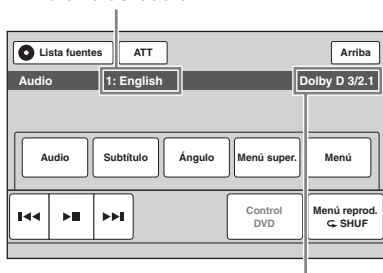 Lista fuentes ATT Arriba
Audio 1: English Dolby D 3/2.1
Audio Subtítulo Ángulo Menú super. Menú
Control DVD Menú reprod. SHUF